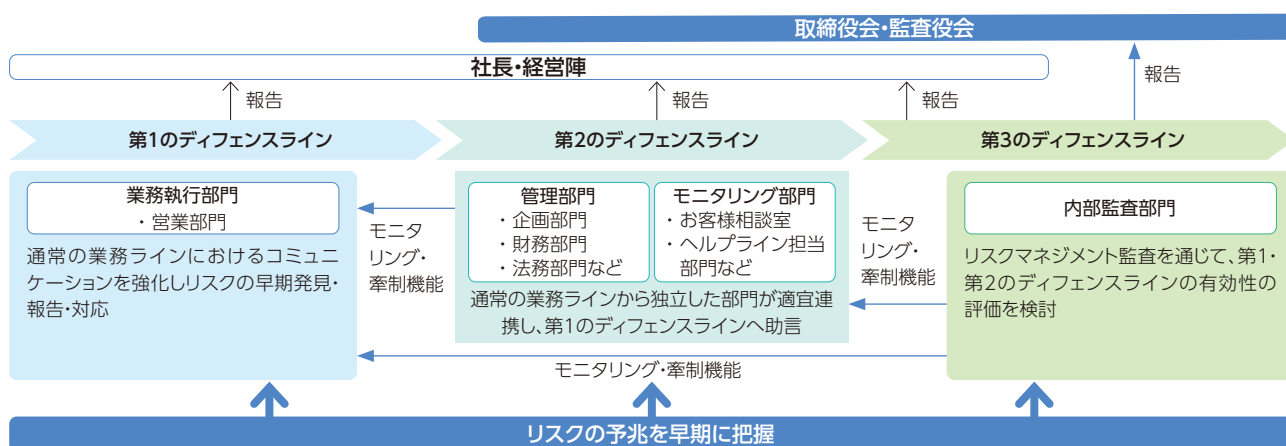 取締役会・監査役会
社長・経営陣
報告
報告
報告
報告
第1のディフェンスライン
第2のディフェンスライン
第3のディフェンスライン
業務執行部門
・営業部門
通常の業務ラインにおけるコミュニ
ケーションを強化しリスクの早期発見・
報告・対応
モニタ
リング・
牽制機能
管理部門
・企画部門
・財務部門
・法務部門など
モニタリング部門
・お客様相談室
・ヘルプライン担当
部門など
通常の業務ラインから独立した部門が適宜連
携し、第1のディフェンスラインへ助言
モニタ
リング・
牽制機能
内部監査部門
リスクマネジメント監査を通じて、第1・
第2のディフェンスラインの有効性の
評価を検討
モニタリング・牽制機能
リスクの予兆を早期に把握